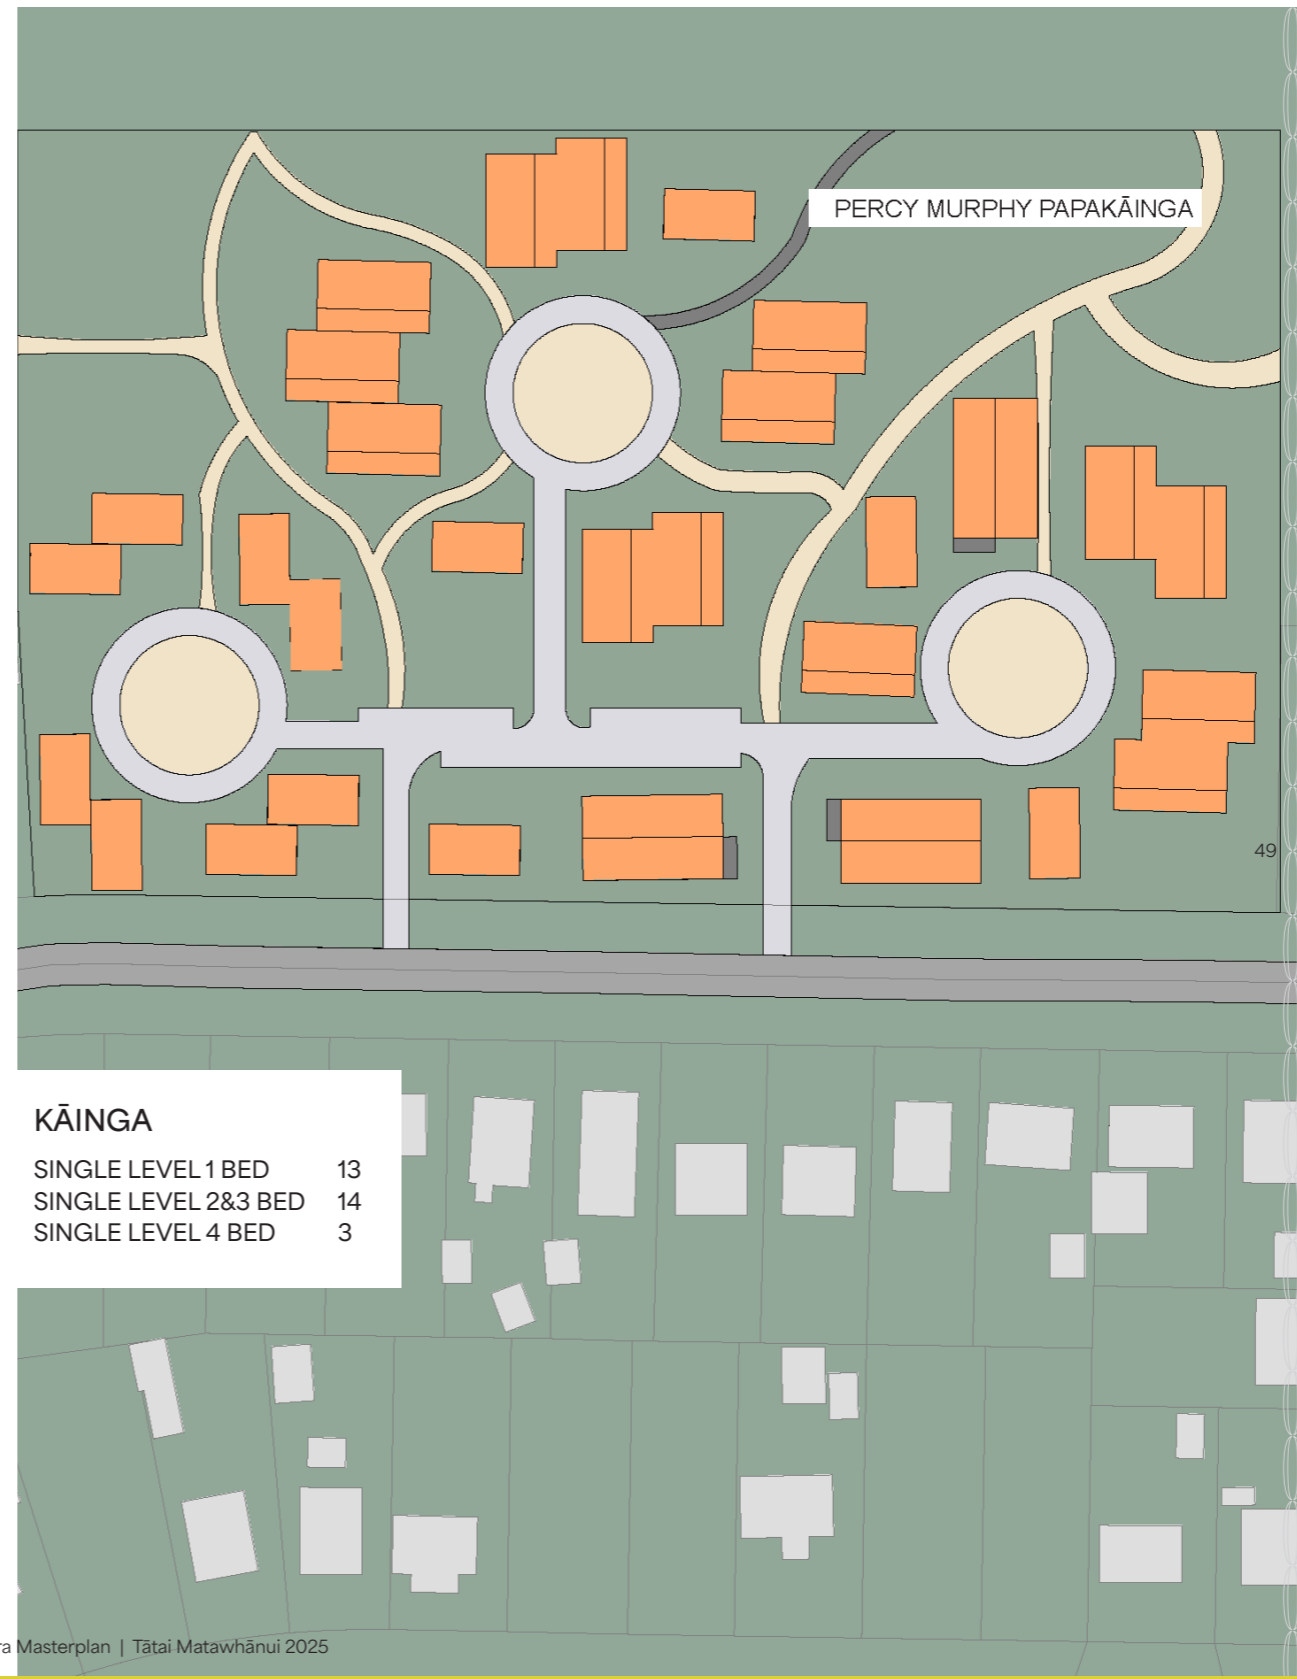 PERCY MURPHY PAPAKĀINGA
49
KĀINGA
SINGLE LEVEL 1 BED 13
SINGLE LEVEL 2&3 BED 14
SINGLE LEVEL 4 BED 3
Masterplan | Tātai Matawhānui 2025